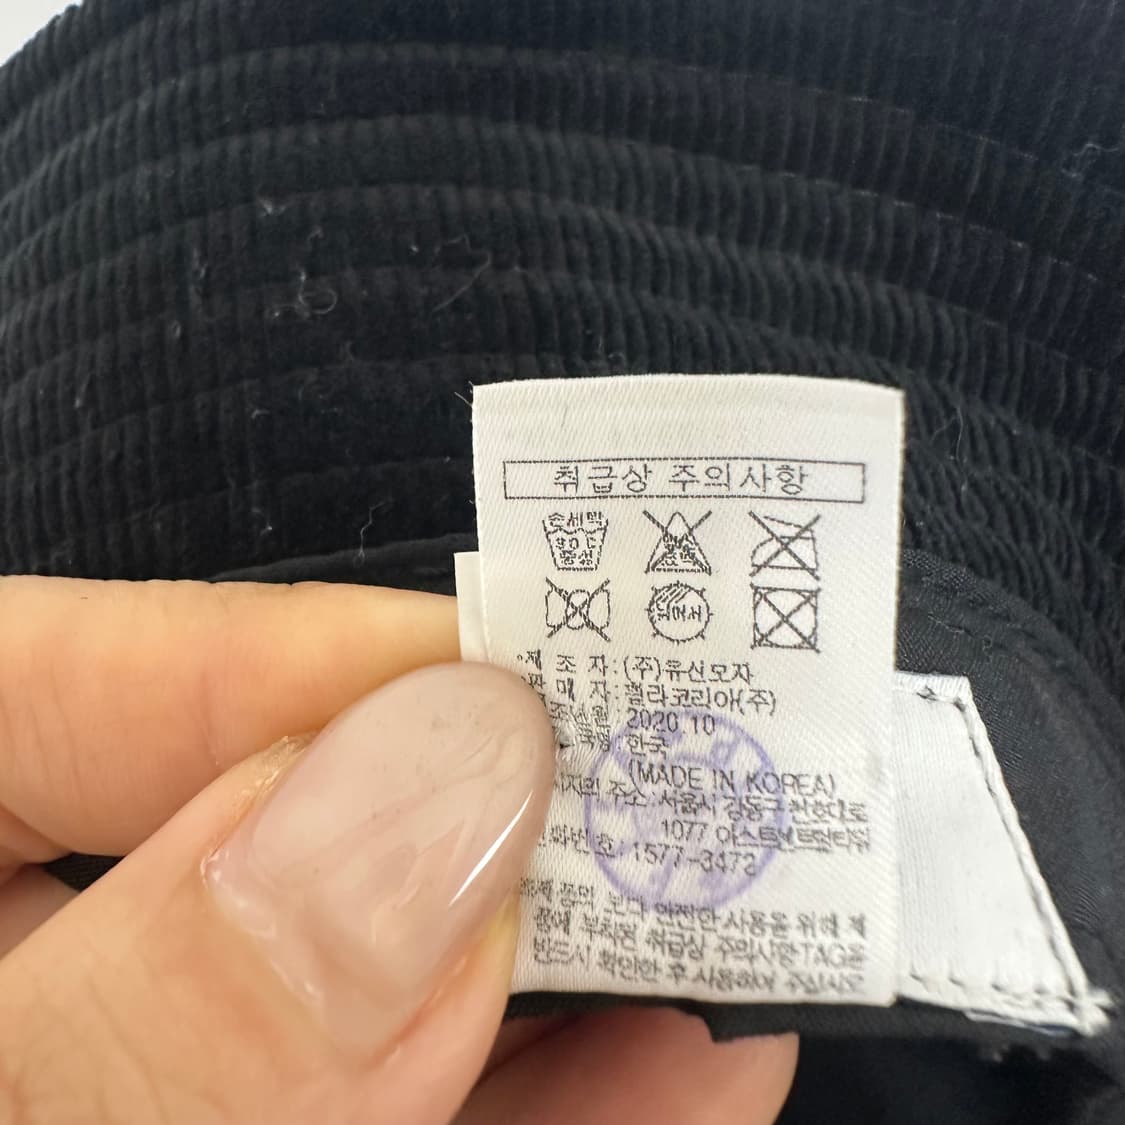 취급상 주의사항
손세탁
30℃
중성
제 조 자 : (주)유신모자
판 매 자 : 휠라코리아(주)
2020.10
한국
(MADE IN KOREA)
주소 : 서울시 강동구 천호대로
1077 이스트센트럴타워
1577-3472
안전한 사용을 위해 제
품에 부착된 취급상 주의사항TAG를
반드시 확인한 후 사용하여 주십시오